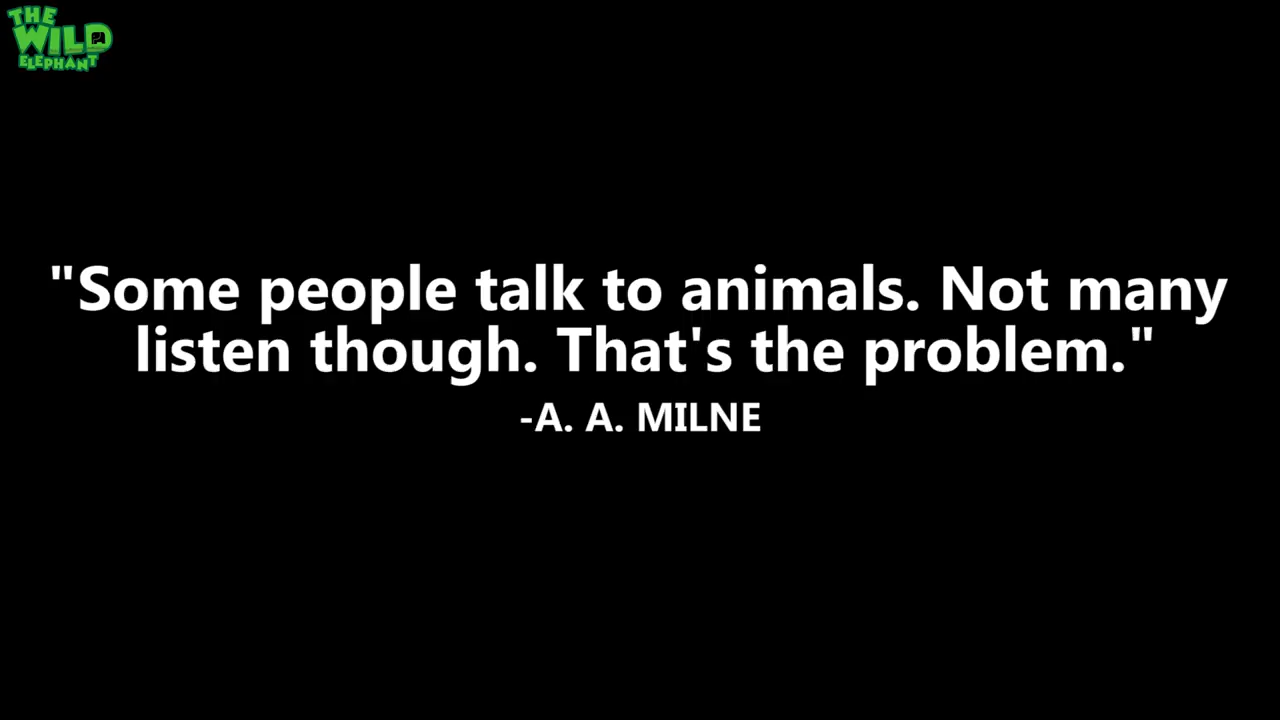 THE
WILD
ELEPHANT
"Some people talk to animals. Not many
listen though. That's the problem."
-A. A. MILNE